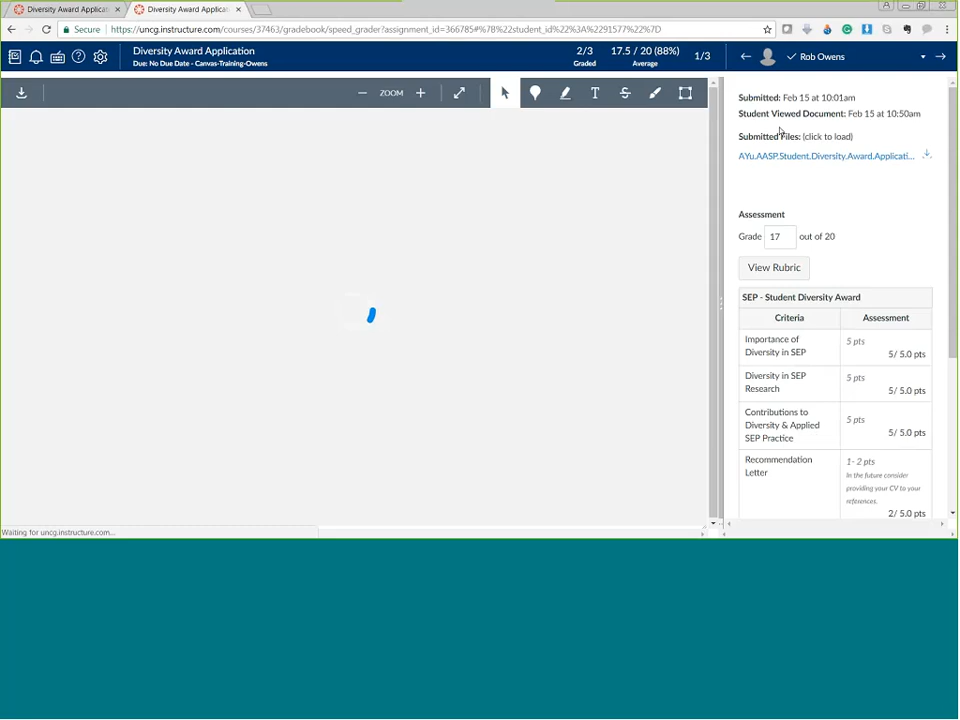 Diversity Award Applicati
Diversity Award Applicat
Secure https://uncg.instructure.com/courses/37463/gradebook/speed_grader?assignment_id=366785#%7B%22student_id%22%3A%2291577%22%7D
Diversity Award Application
Due: No Due Date - Canvas-Training-Owens
2/3
Graded
17.5 / 20 (88%)
Average
1/3
Rob Owens
ZOOM
Submitted: Feb 15 at 10:01am
Student Viewed Document: Feb 15 at 10:50am
Submitted Files: (click to load)
AYu.AASP.Student.Diversity.Award.Applicati...
Assessment
Grade 17 out of 20
View Rubric
SEP - Student Diversity Award
Criteria Assessment
Importance of
Diversity in SEP
5 pts
5/ 5.0 pts
Diversity in SEP
Research
5 pts
5/ 5.0 pts
Contributions to
Diversity & Applied
SEP Practice
5 pts
5/ 5.0 pts
Recommendation
Letter
1- 2 pts
In the future consider
providing your CV to your
references.
2/ 5.0 pts
Waiting for uncg.instructure.com...